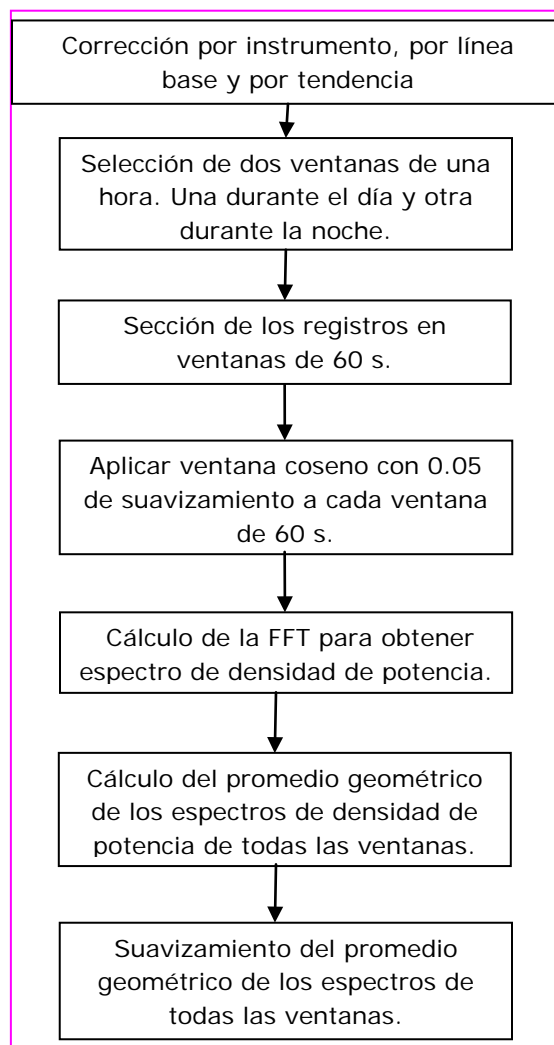 Corrección por instrumento, por línea
base y por tendencia
Selección de dos ventanas de una
hora. Una durante el día y otra
durante la noche.
Sección de los registros en
ventanas de 60 s.
Aplicar ventana coseno con 0.05
de suavizamiento a cada ventana
de 60 s.
Cálculo de la FFT para obtener
espectro de densidad de potencia.
Cálculo del promedio geométrico
de los espectros de densidad de
potencia de todas las ventanas.
Suavizamiento del promedio
geométrico de los espectros de
todas las ventanas.